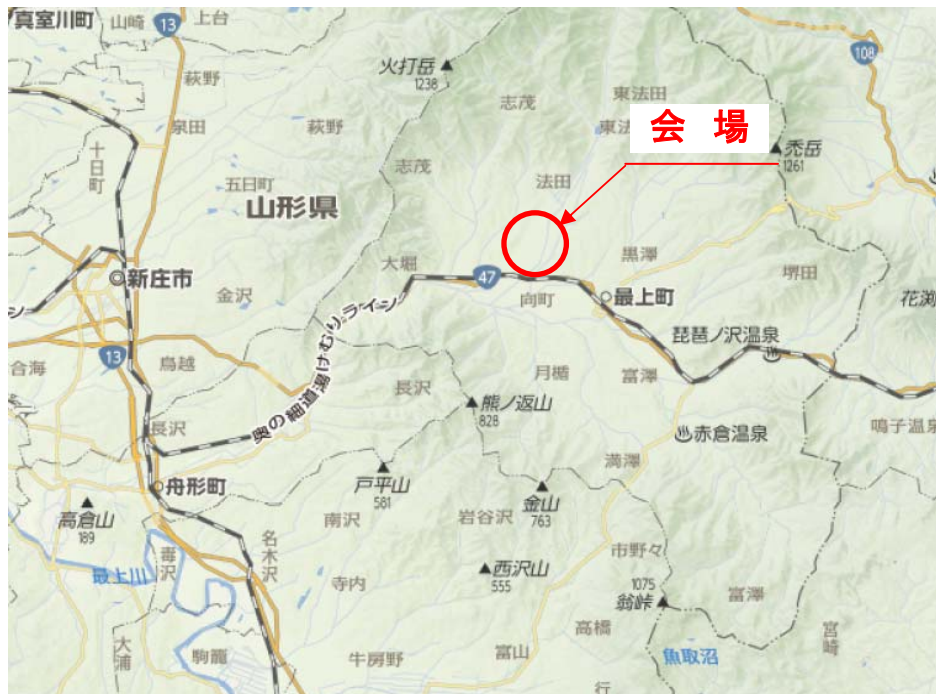 真室川町
山崎
13
上台
108
火打岳
1238
萩野
志茂
東法田
泉田
萩野
会 場
禿岳
1261
十日町
志茂
五日町
法田
山形県
大堀
黒澤
新庄市
47
堺田
金沢
向町
最上町
奥の細道湯けむりライン
琵琶ノ沢温泉
13
鳥越
合海
長沢
月楯
富澤
熊ノ返山
828
長沢
赤倉温泉
鳴子温泉
満澤
戸平山
581
舟形町
金山
763
高倉山
189
南沢
岩谷沢
名木沢
市野々
毒沢
最上川
西沢山
555
寺内
1075
翁峠
富澤
高橋
宮崎
大浦
駒籠
牛房野
富山
魚取沼
行